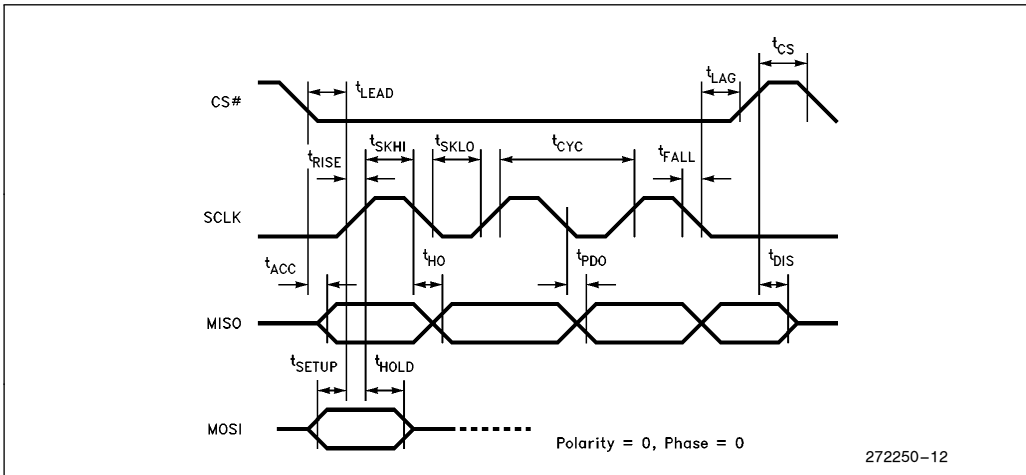 tCS
tLAG
tLEAD
CS#
tSKHI
tSKLO
tCYC
tRISE
tFALL
SCLK
tACC
tHO
tPDO
tDIS
MISO
tSETUP
tHOLD
MOSI
Polarity = 0, Phase = 0
272250–12